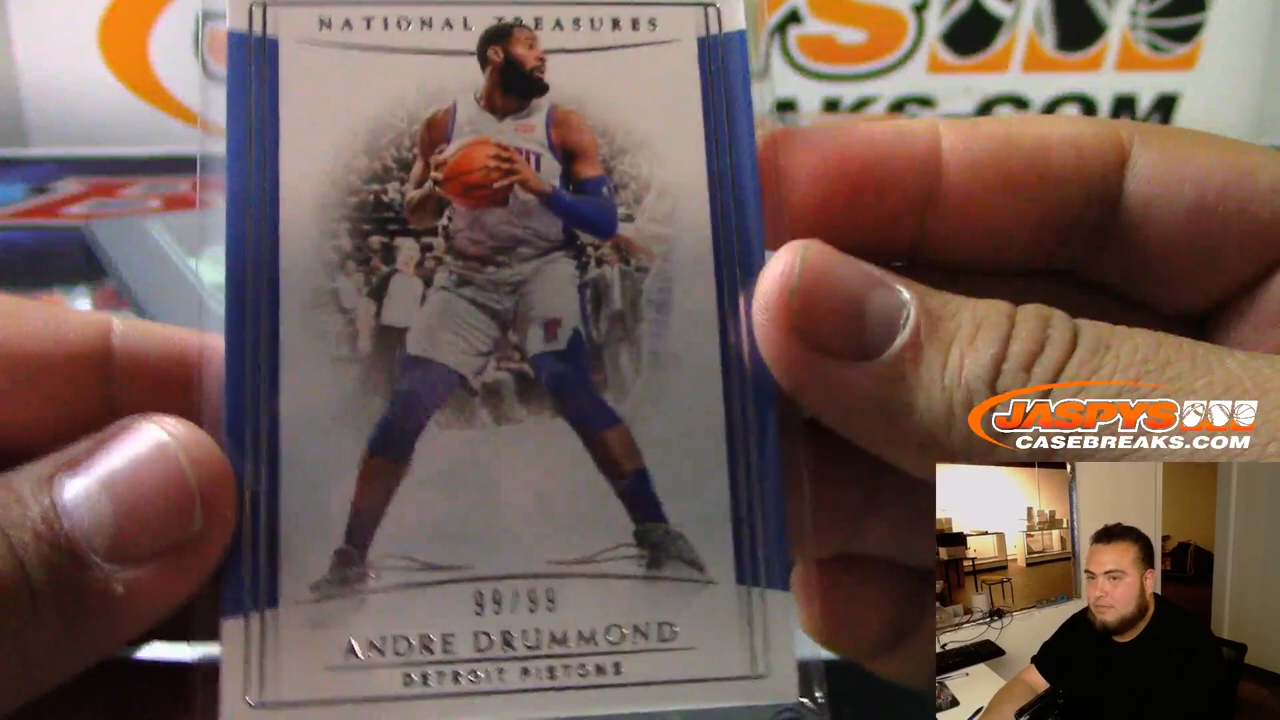 NATIONAL TREASURES
99/99
ANDRE DRUMMOND
DETROIT PISTONS
JASPYS
CASEBREAKS.COM